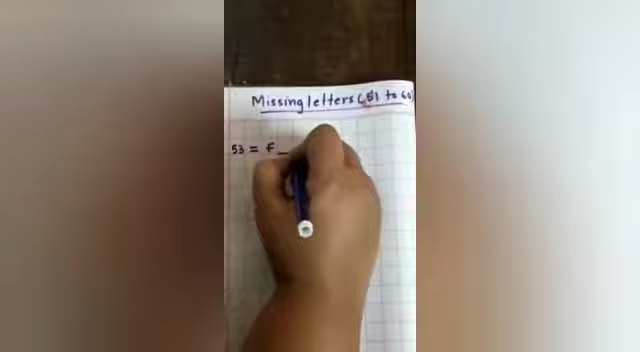 Missing letters (51 to 60)
53 = F _